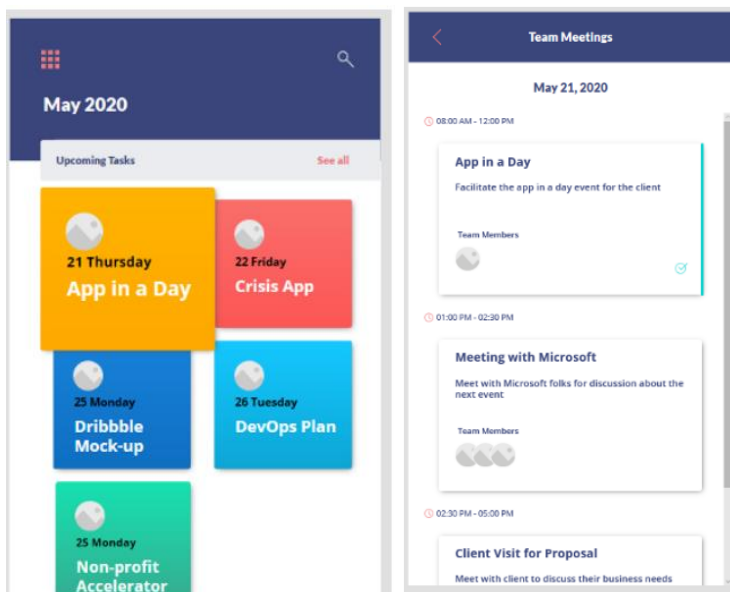 May 2020
Upcoming Tasks
See all
21 Thursday
App in a Day
22 Friday
Crisis App
25 Monday
Dribbble
Mock-up
26 Tuesday
DevOps Plan
25 Monday
Non-profit
Accelerator
Team Meetings
May 21, 2020
08:00 AM - 12:00 PM
App in a Day
Facilitate the app in a day event for the client
Team Members
01:00 PM - 02:30 PM
Meeting with Microsoft
Meet with Microsoft folks for discussion about the
next event
Team Members
02:30 PM - 05:00 PM
Client Visit for Proposal
Meet with client to discuss their business needs